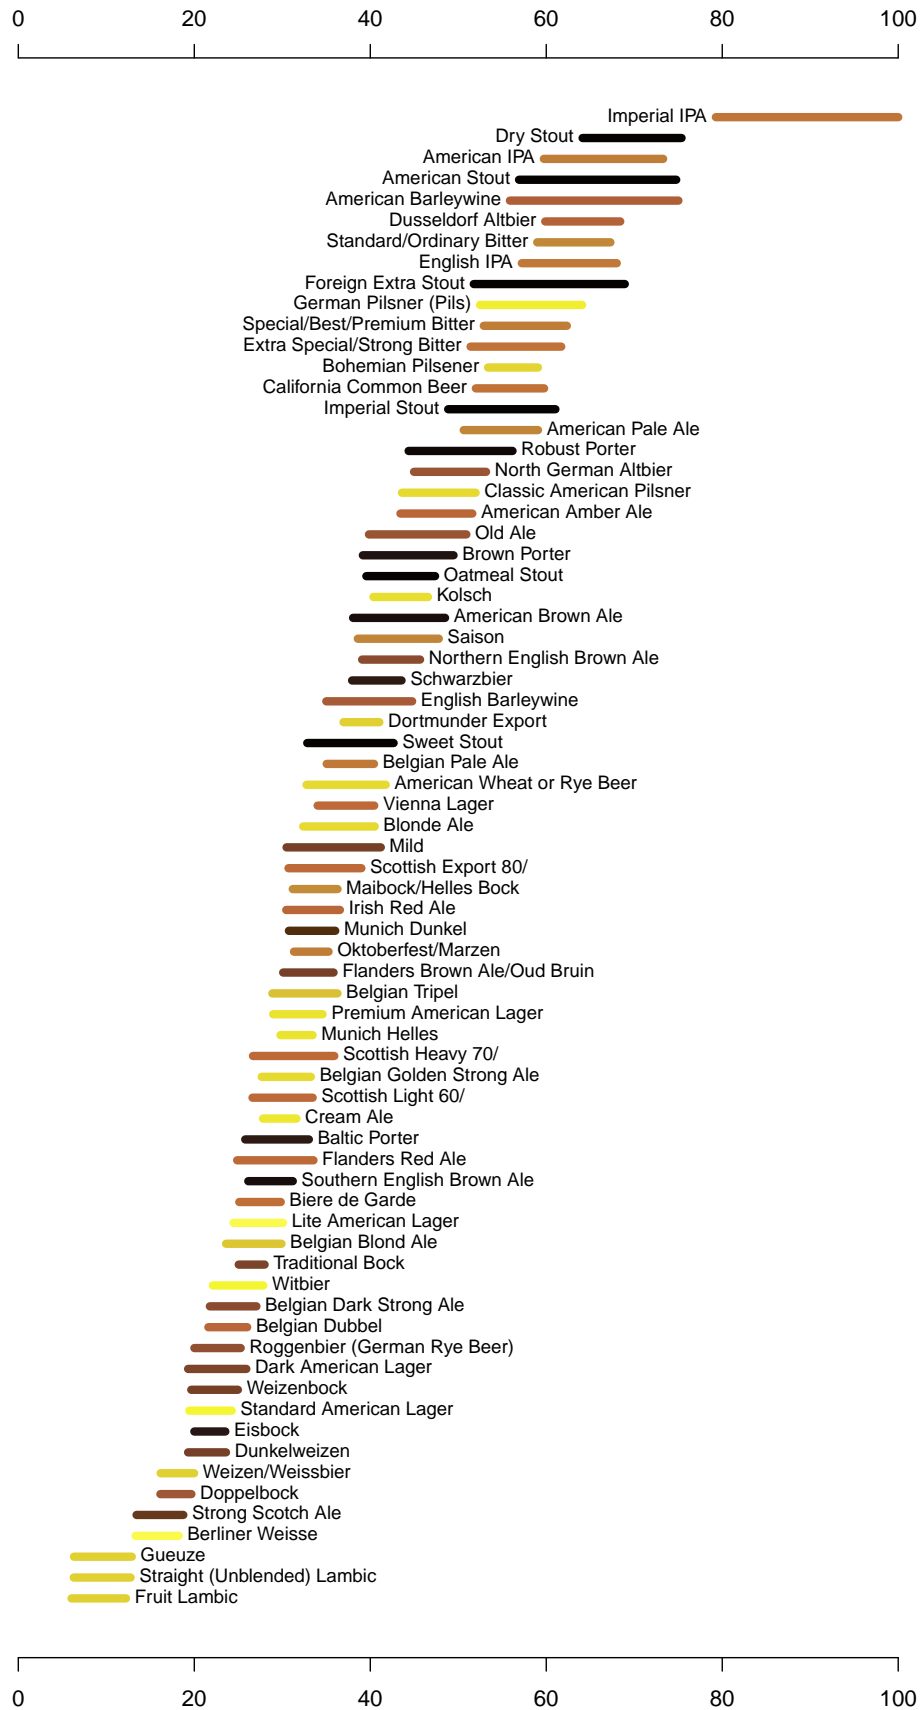 0 20 40 60 80 100
Imperial IPA
Dry Stout
American IPA
American Stout
American Barleywine
Dusseldorf Altbier
Standard/Ordinary Bitter
English IPA
Foreign Extra Stout
German Pilsner (Pils)
Special/Best/Premium Bitter
Extra Special/Strong Bitter
Bohemian Pilsener
California Common Beer
Imperial Stout
American Pale Ale
Robust Porter
North German Altbier
Classic American Pilsner
American Amber Ale
Old Ale
Brown Porter
Oatmeal Stout
Kolsch
American Brown Ale
Saison
Northern English Brown Ale
Schwarzbier
English Barleywine
Dortmunder Export
Sweet Stout
Belgian Pale Ale
American Wheat or Rye Beer
Vienna Lager
Blonde Ale
Mild
Scottish Export 80/
Maibock/Helles Bock
Irish Red Ale
Munich Dunkel
Oktoberfest/Marzen
Flanders Brown Ale/Oud Bruin
Belgian Tripel
Premium American Lager
Munich Helles
Scottish Heavy 70/
Belgian Golden Strong Ale
Scottish Light 60/
Cream Ale
Baltic Porter
Flanders Red Ale
Southern English Brown Ale
Biere de Garde
Lite American Lager
Belgian Blond Ale
Traditional Bock
Witbier
Belgian Dark Strong Ale
Belgian Dubbel
Roggenbier (German Rye Beer)
Dark American Lager
Weizenbock
Standard American Lager
Eisbock
Dunkelweizen
Weizen/Weissbier
Doppelbock
Strong Scotch Ale
Berliner Weisse
Gueuze
Straight (Unblended) Lambic
Fruit Lambic
0 20 40 60 80 100